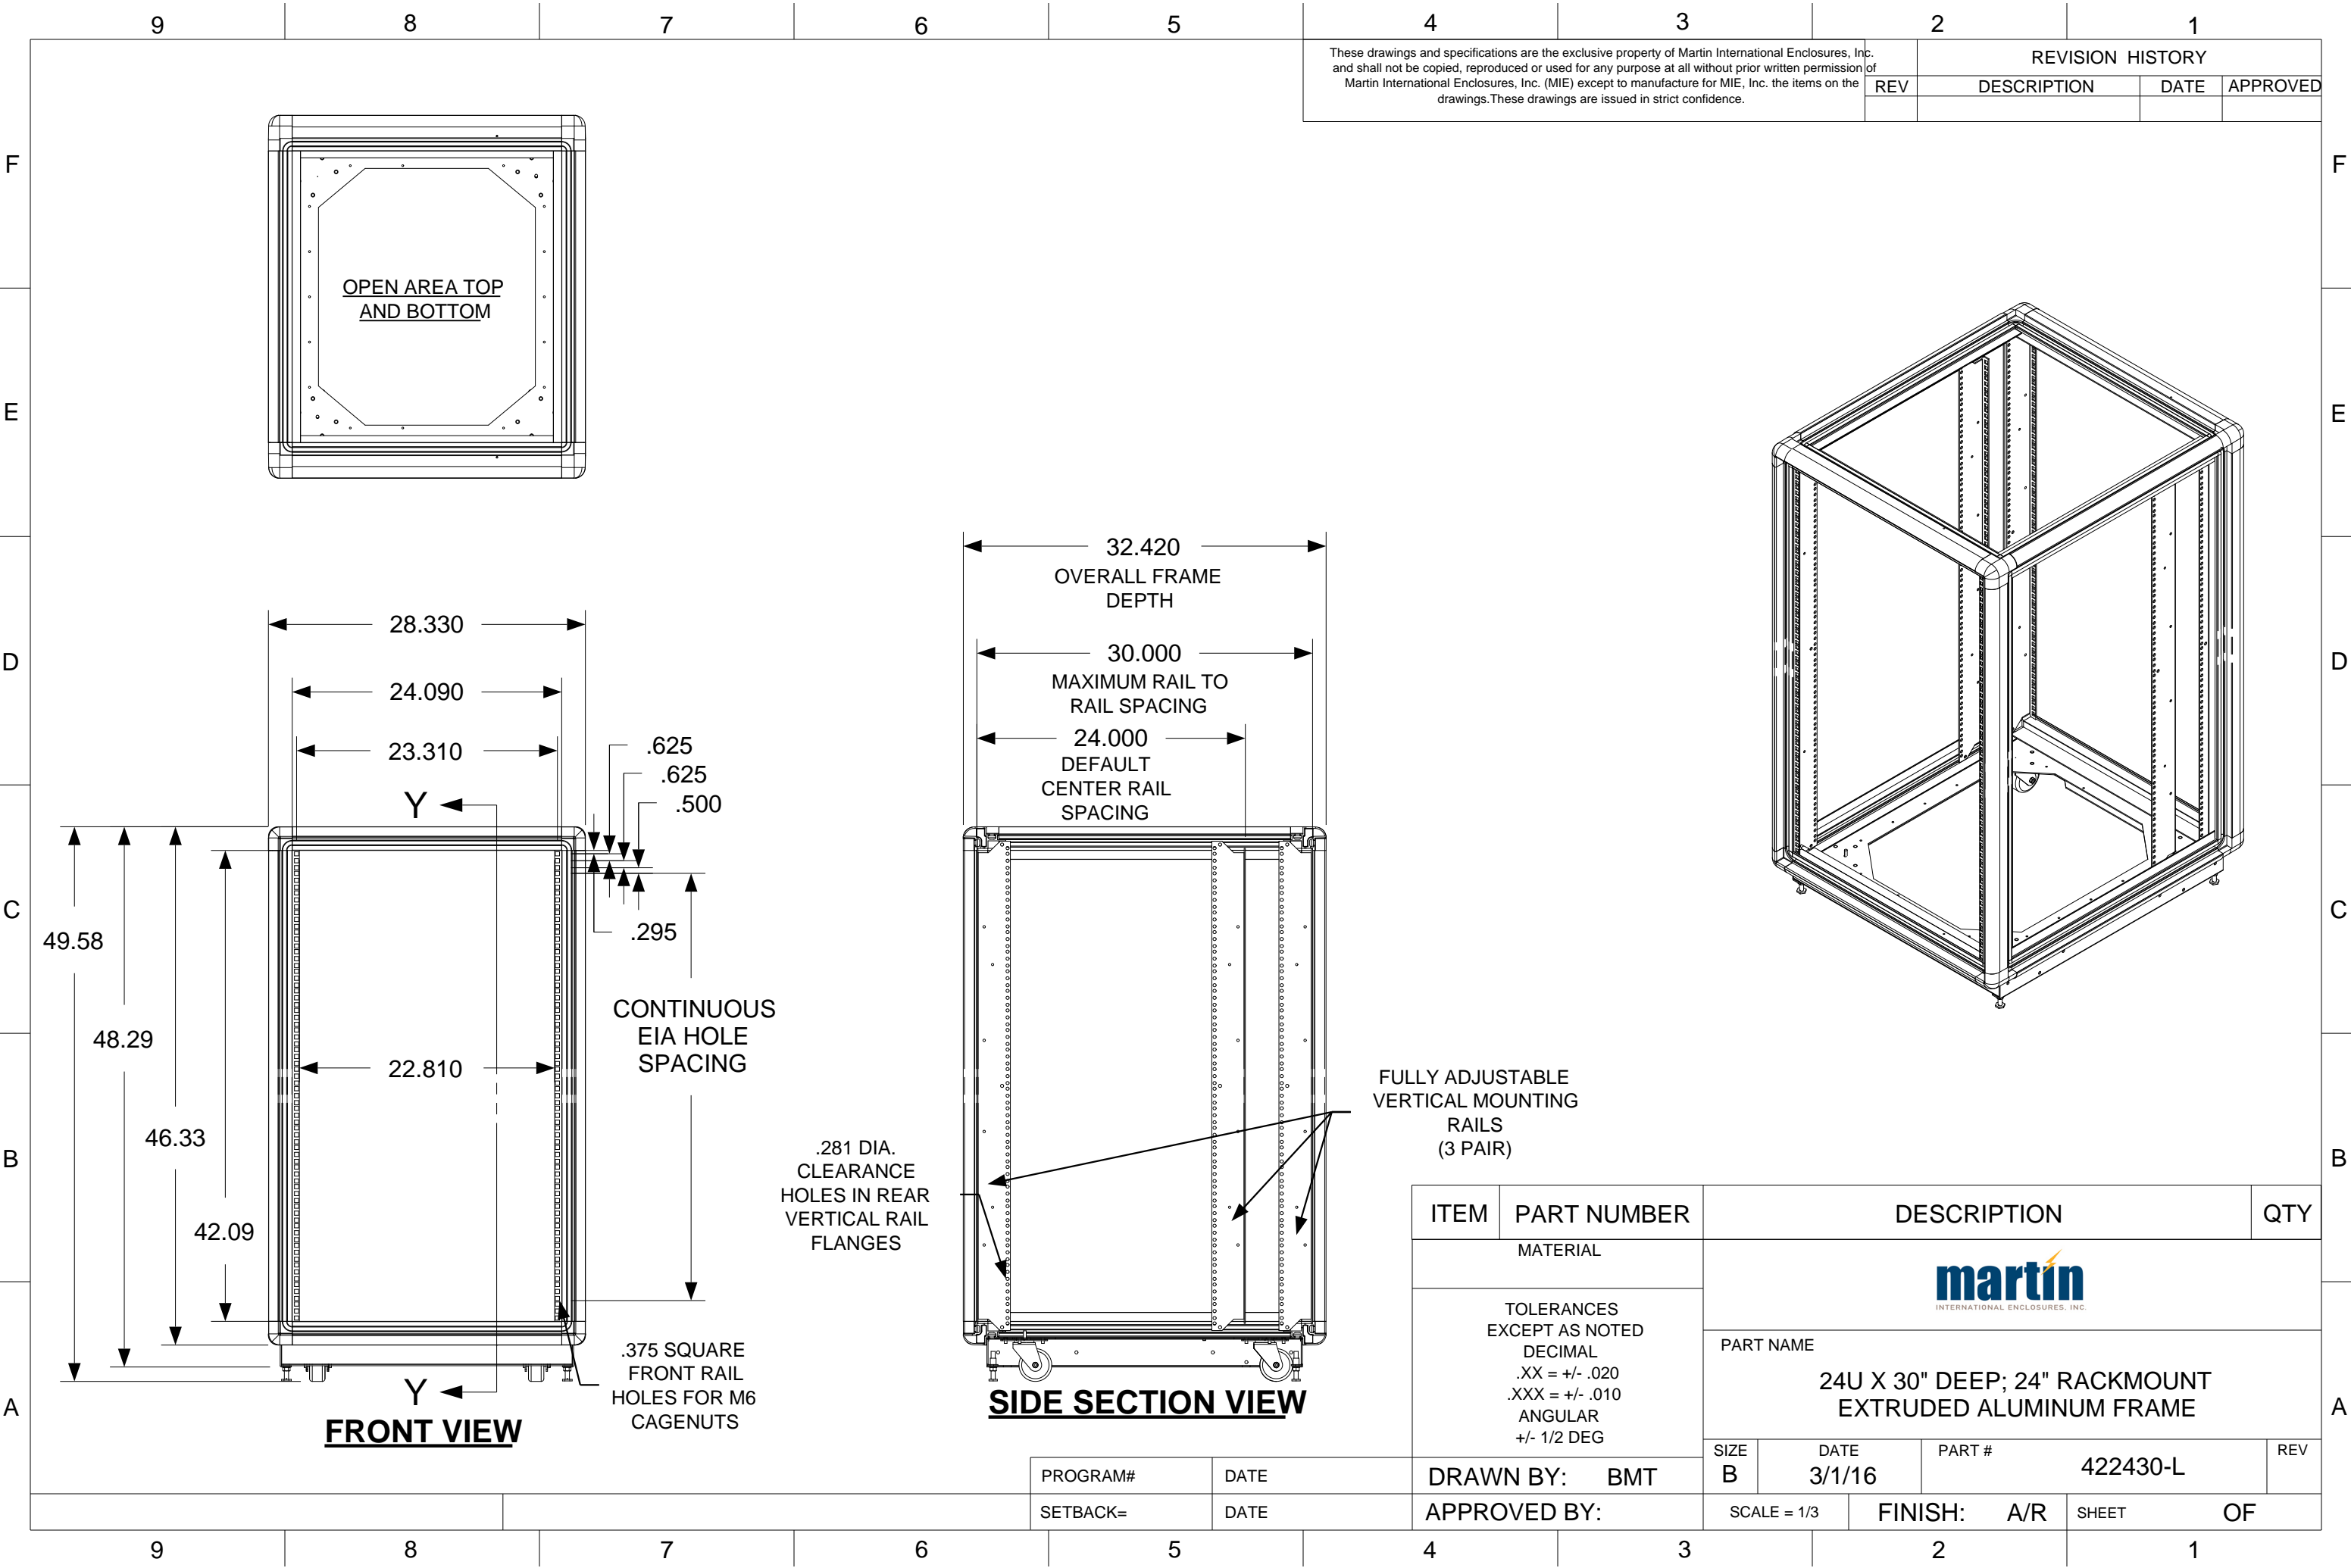 9 8 7 6 5 4 3 2 1
These drawings and specifications are the exclusive property of Martin International Enclosures, Inc.
and shall not be copied, reproduced or used for any purpose at all without prior written permission of
Martin International Enclosures, Inc. (MIE) except to manufacture for MIE, Inc. the items on the
drawings.These drawings are issued in strict confidence.
REVISION HISTORY
REV DESCRIPTION DATE APPROVED
F F
OPEN AREA TOP
AND BOTTOM
E E
32.420
OVERALL FRAME
DEPTH
30.000
MAXIMUM RAIL TO
RAIL SPACING
24.000
DEFAULT
CENTER RAIL
SPACING
D D
28.330
24.090
23.310
.625
.625
.500
Y
.295
C C
49.58
48.29
46.33
42.09
22.810
CONTINUOUS
EIA HOLE
SPACING
.281 DIA.
CLEARANCE
HOLES IN REAR
VERTICAL RAIL
FLANGES
FULLY ADJUSTABLE
VERTICAL MOUNTING
RAILS
(3 PAIR)
B B
.375 SQUARE
FRONT RAIL
HOLES FOR M6
CAGENUTS
Y
FRONT VIEW
SIDE SECTION VIEW
A A
ITEM PART NUMBER DESCRIPTION QTY
MATERIAL
TOLERANCES
EXCEPT AS NOTED
DECIMAL
.XX = +/- .020
.XXX = +/- .010
ANGULAR
+/- 1/2 DEG
martin
INTERNATIONAL ENCLOSURES, INC.
PART NAME
24U X 30" DEEP; 24" RACKMOUNT
EXTRUDED ALUMINUM FRAME
SIZE DATE PART # REV
B 3/1/16 422430-L
PROGRAM# DATE DRAWN BY: BMT
SETBACK= DATE APPROVED BY: SCALE = 1/3 FINISH: A/R SHEET OF
9 8 7 6 5 4 3 2 1